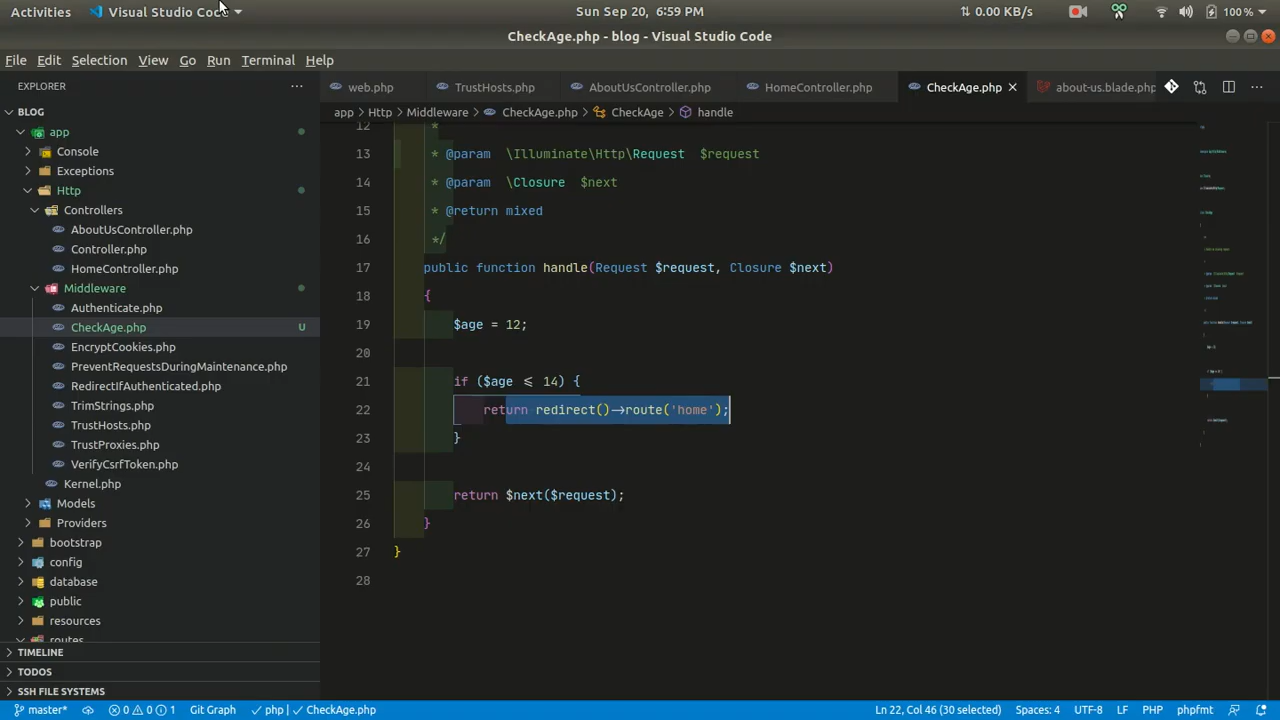 Activities Visual Studio Code Sun Sep 20, 6:59 PM 0.00 KB/s 100 %
CheckAge.php - blog - Visual Studio Code
File Edit Selection View Go Run Terminal Help
EXPLORER
web.php TrustHosts.php AboutUsController.php HomeController.php CheckAge.php about-us.blade.php
BLOG
app > Http > Middleware > CheckAge.php > CheckAge > handle
app
Console
Exceptions
Http
Controllers
AboutUsController.php
Controller.php
HomeController.php
Middleware
Authenticate.php
CheckAge.php U
EncryptCookies.php
PreventRequestsDuringMaintenance.php
RedirectIfAuthenticated.php
TrimStrings.php
TrustHosts.php
TrustProxies.php
VerifyCsrfToken.php
Kernel.php
Models
Providers
bootstrap
config
database
public
resources
routes
TIMELINE
TODOS
SSH FILE SYSTEMS
12 *
13 * @param \Illuminate\Http\Request $request
14 * @param \Closure $next
15 * @return mixed
16 */
17 public function handle(Request $request, Closure $next)
18 {
19 $age = 12;
20
21 if ($age <= 14) {
22 return redirect()->route('home');
23 }
24
25 return $next($request);
26 }
27 }
28
master* 0 0 1 Git Graph php | CheckAge.php Ln 22, Col 46 (30 selected) Spaces: 4 UTF-8 LF PHP phpfmt